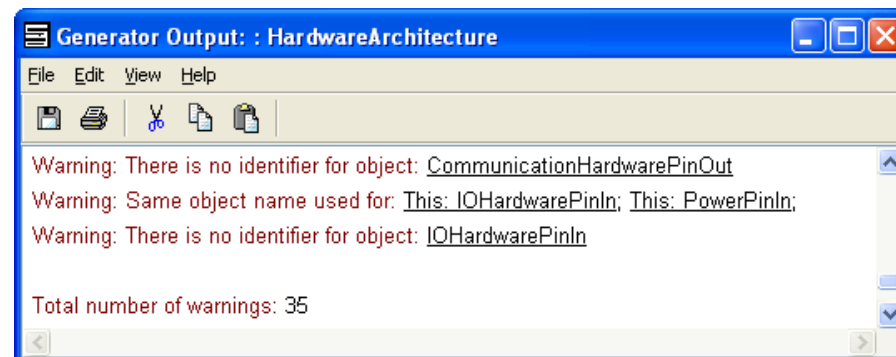 Generator Output: : HardwareArchitecture
File Edit View Help
Warning: There is no identifier for object: CommunicationHardwarePinOut
Warning: Same object name used for: This: IOHardwarePinIn; This: PowerPinIn;
Warning: There is no identifier for object: IOHardwarePinIn
Total number of warnings: 35